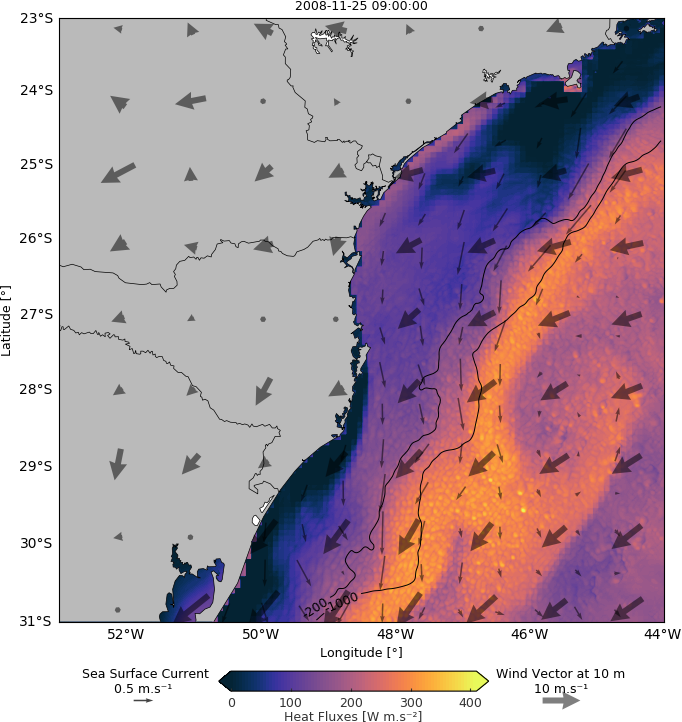 2008-11-25 09:00:00
23°S
24°S
25°S
26°S
27°S
28°S
29°S
30°S
31°S
Latitude [°]
200
1000
52°W 50°W 48°W 46°W 44°W
Longitude [°]
Sea Surface Current
0.5 m.s⁻¹
0 100 200 300 400
Heat Fluxes [W m.s⁻²]
Wind Vector at 10 m
10 m.s⁻¹